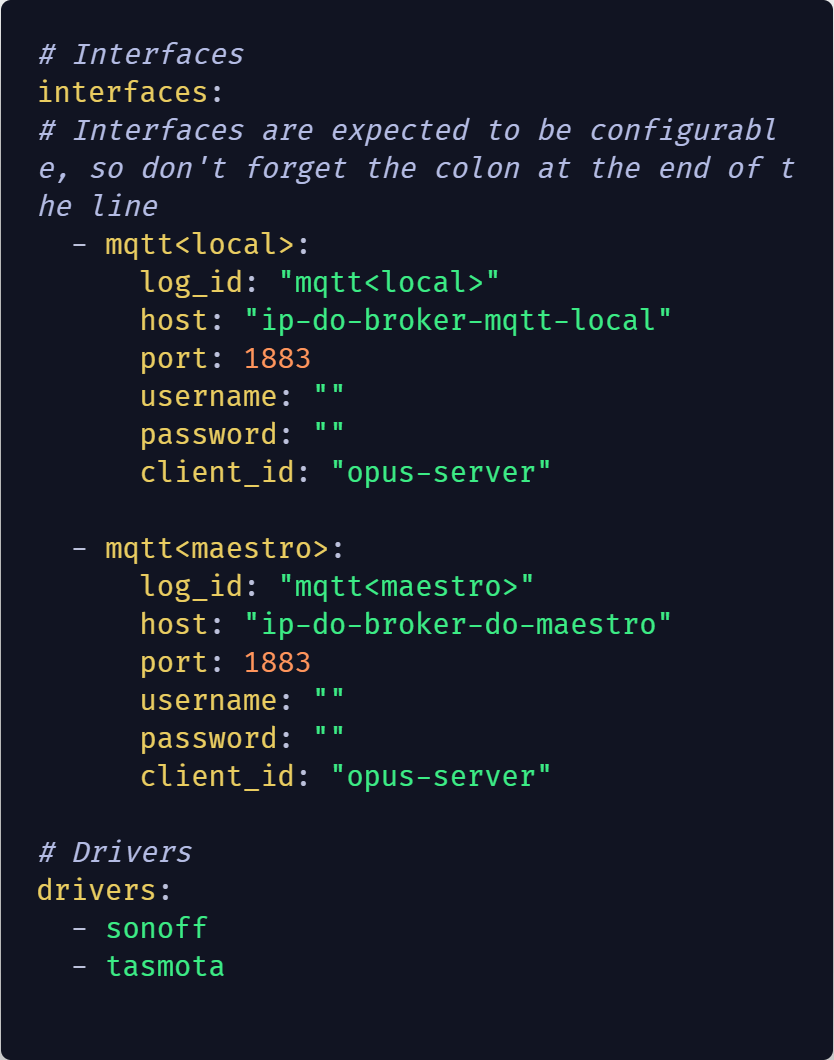 # Interfaces
interfaces:
# Interfaces are expected to be configurabl
e, so don't forget the colon at the end of t
he line
  - mqtt<local>:
      log_id: "mqtt<local>"
      host: "ip-do-broker-mqtt-local"
      port: 1883
      username: ""
      password: ""
      client_id: "opus-server"

  - mqtt<maestro>:
      log_id: "mqtt<maestro>"
      host: "ip-do-broker-do-maestro"
      port: 1883
      username: ""
      password: ""
      client_id: "opus-server"

# Drivers
drivers:
  - sonoff
  - tasmota